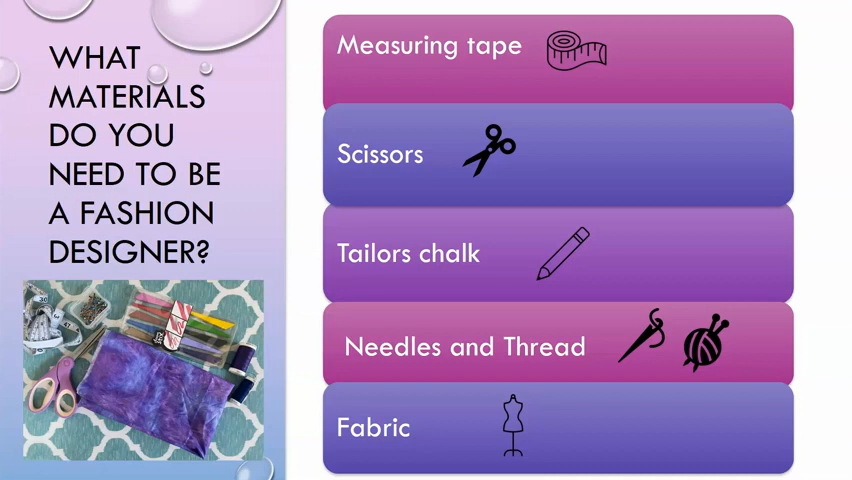 WHAT
MATERIALS
DO YOU
NEED TO BE
A FASHION
DESIGNER?
Measuring tape
Scissors
Tailors chalk
Needles and Thread
Fabric